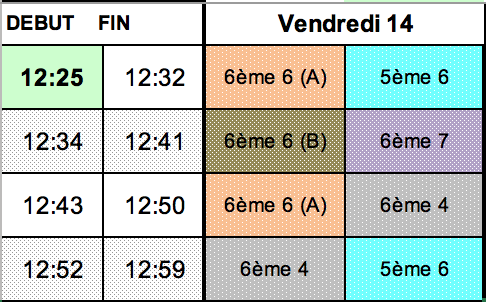 DEBUT FIN Vendredi 14
12:25 12:32 6ème 6 (A) 5ème 6
12:34 12:41 6ème 6 (B) 6ème 7
12:43 12:50 6ème 6 (A) 6ème 4
12:52 12:59 6ème 4 5ème 6